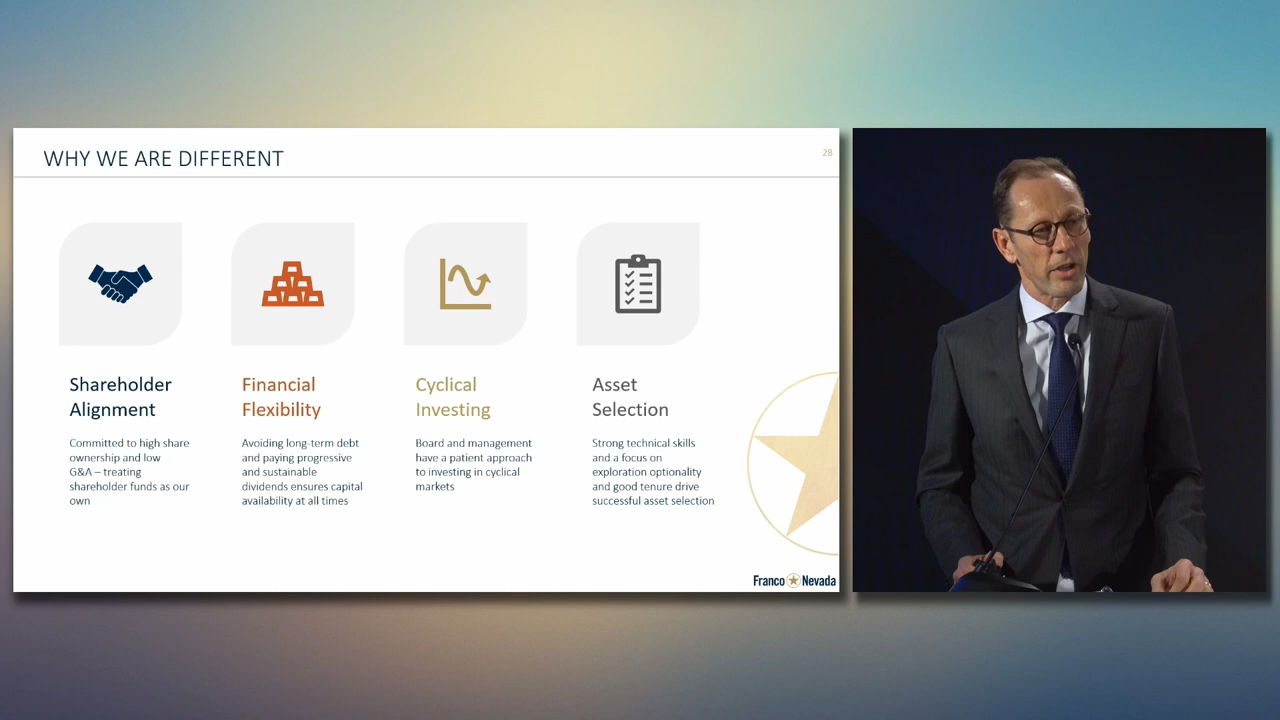 WHY WE ARE DIFFERENT
28
Shareholder
Alignment
Committed to high share
ownership and low
G&A – treating
shareholder funds as our
own
Financial
Flexibility
Avoiding long-term debt
and paying progressive
and sustainable
dividends ensures capital
availability at all times
Cyclical
Investing
Board and management
have a patient approach
to investing in cyclical
markets
Asset
Selection
Strong technical skills
and a focus on
exploration optionality
and good tenure drive
successful asset selection
Franco Nevada